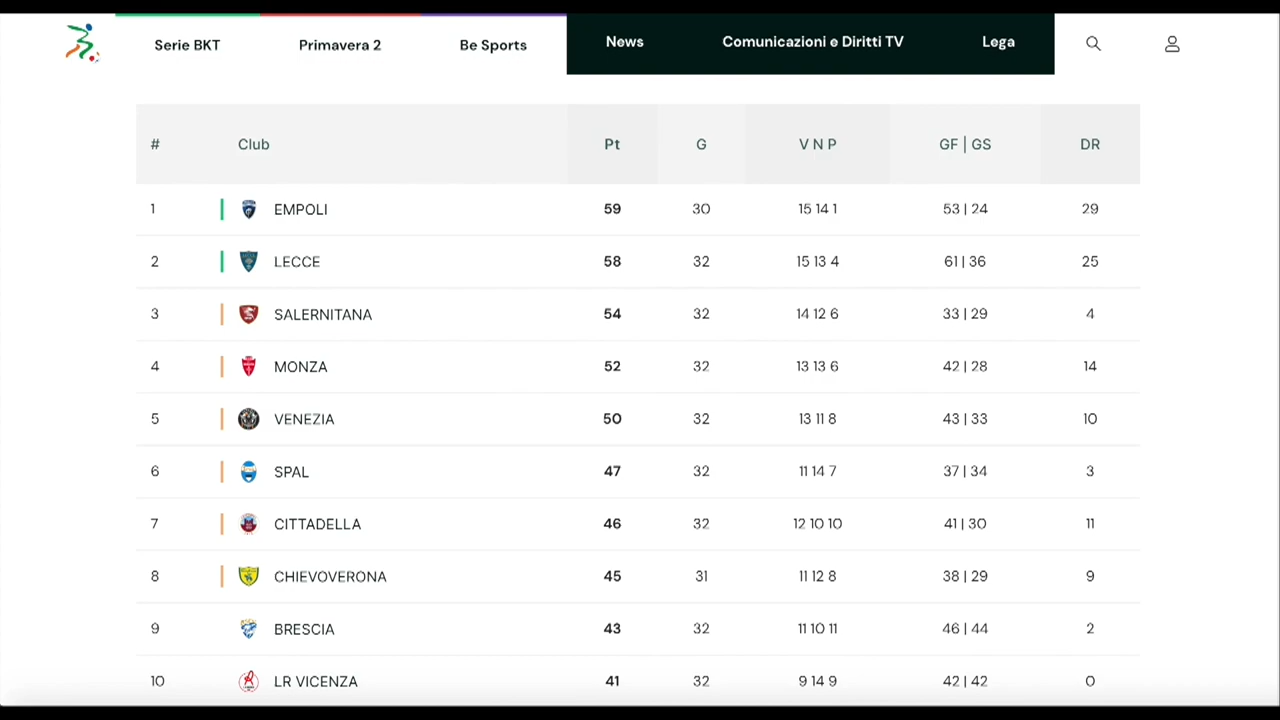 Serie BKT Primavera 2 Be Sports News Comunicazioni e Diritti TV Lega
# Club Pt G V N P GF | GS DR
1 EMPOLI 59 30 15 14 1 53 | 24 29
2 LECCE 58 32 15 13 4 61 | 36 25
3 SALERNITANA 54 32 14 12 6 33 | 29 4
4 MONZA 52 32 13 13 6 42 | 28 14
5 VENEZIA 50 32 13 11 8 43 | 33 10
6 SPAL 47 32 11 14 7 37 | 34 3
7 CITTADELLA 46 32 12 10 10 41 | 30 11
8 CHIEVOVERONA 45 31 11 12 8 38 | 29 9
9 BRESCIA 43 32 11 10 11 46 | 44 2
10 LR VICENZA 41 32 9 14 9 42 | 42 0